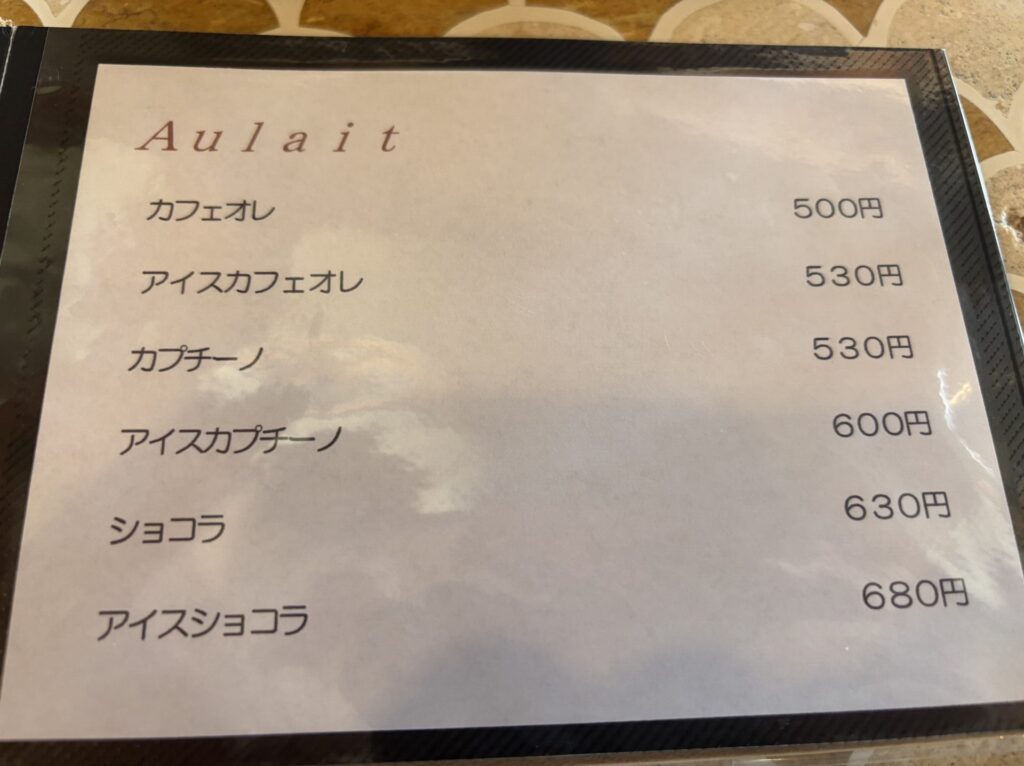 Aulait
カフェオレ 500円
アイスカフェオレ 530円
カプチーノ 530円
アイスカプチーノ 600円
ショコラ 630円
アイスショコラ 680円